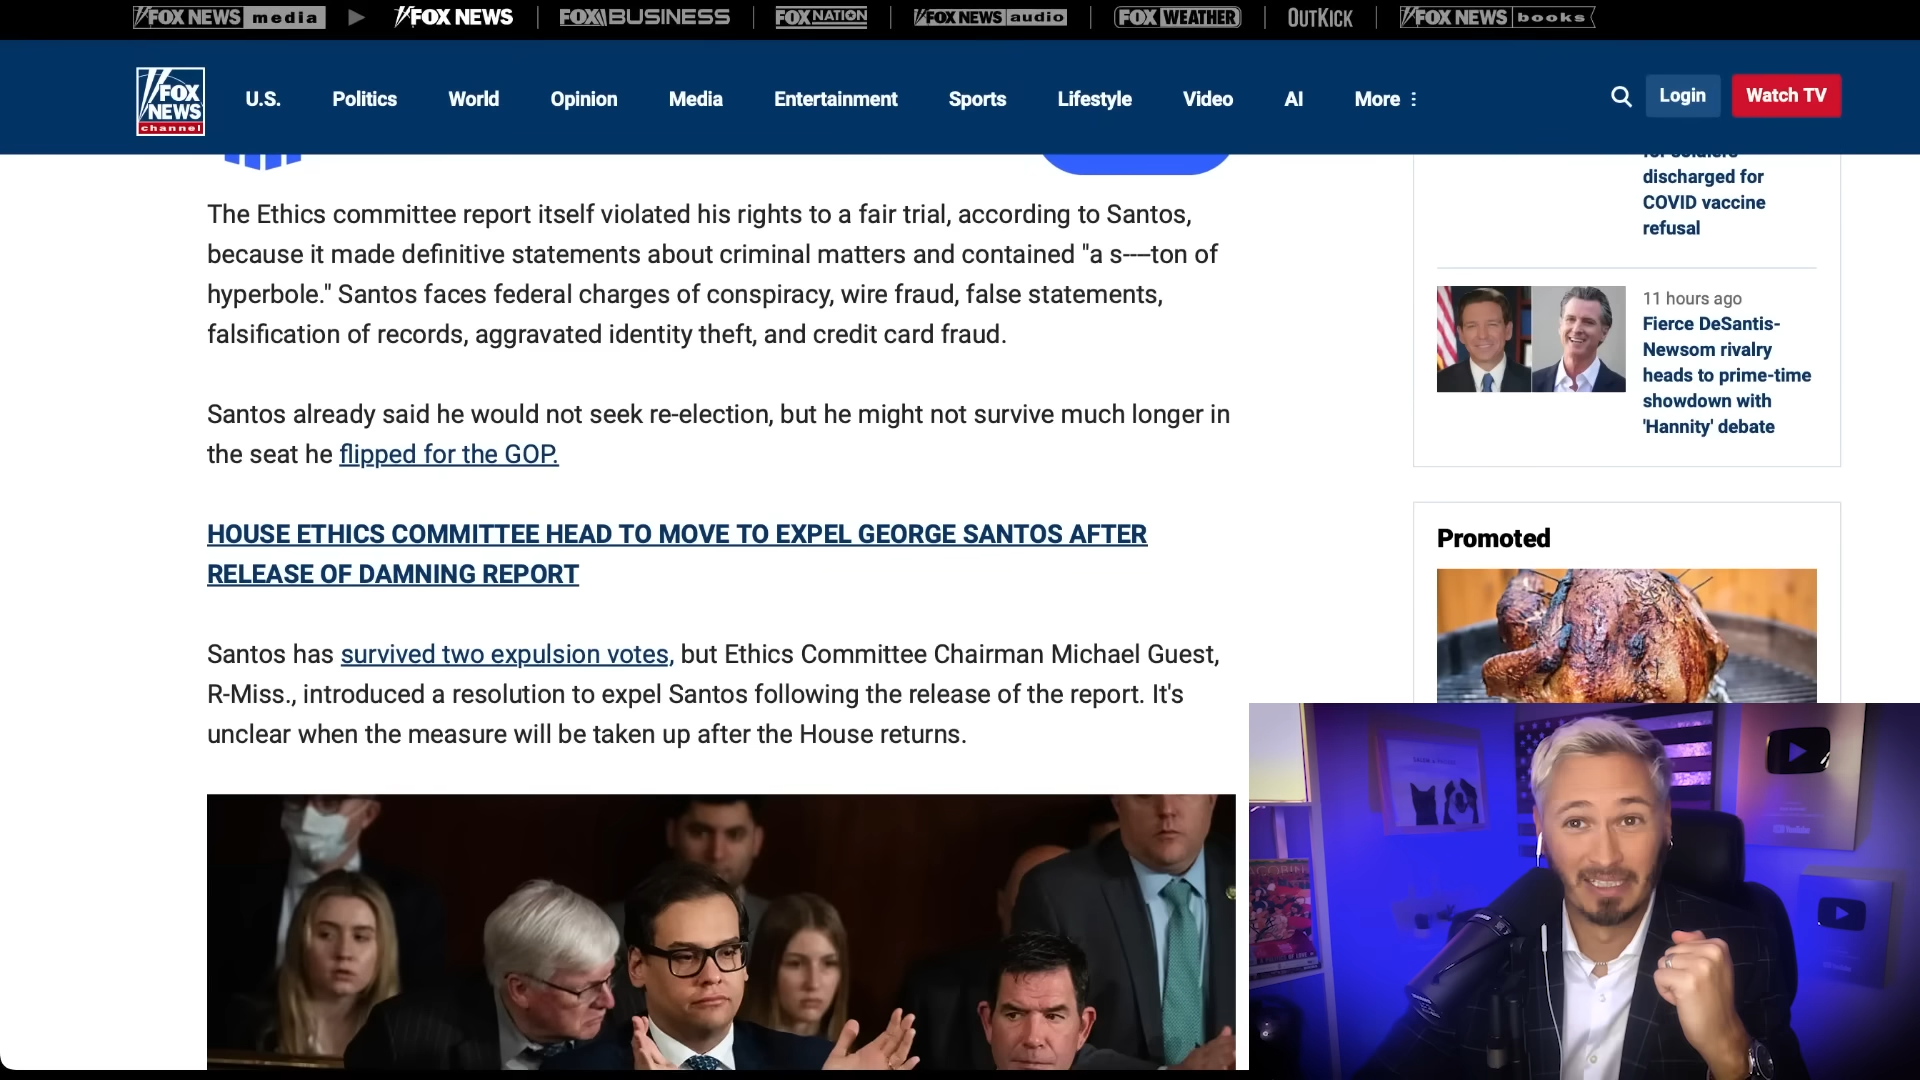 FOX NEWS media
FOX NEWS
FOX BUSINESS
FOX NATION
FOX NEWS audio
FOX WEATHER
OUTKICK
FOX NEWS books
FOX NEWS channel
U.S.
Politics
World
Opinion
Media
Entertainment
Sports
Lifestyle
Video
AI
More
Login
Watch TV
The Ethics committee report itself violated his rights to a fair trial, according to Santos,
because it made definitive statements about criminal matters and contained "a s---ton of
hyperbole." Santos faces federal charges of conspiracy, wire fraud, false statements,
falsification of records, aggravated identity theft, and credit card fraud.
Santos already said he would not seek re-election, but he might not survive much longer in
the seat he flipped for the GOP.
HOUSE ETHICS COMMITTEE HEAD TO MOVE TO EXPEL GEORGE SANTOS AFTER
RELEASE OF DAMNING REPORT
Santos has survived two expulsion votes, but Ethics Committee Chairman Michael Guest,
R-Miss., introduced a resolution to expel Santos following the release of the report. It's
unclear when the measure will be taken up after the House returns.
for soldiers
discharged for
COVID vaccine
refusal
11 hours ago
Fierce DeSantis-
Newsom rivalry
heads to prime-time
showdown with
'Hannity' debate
Promoted
YouTube